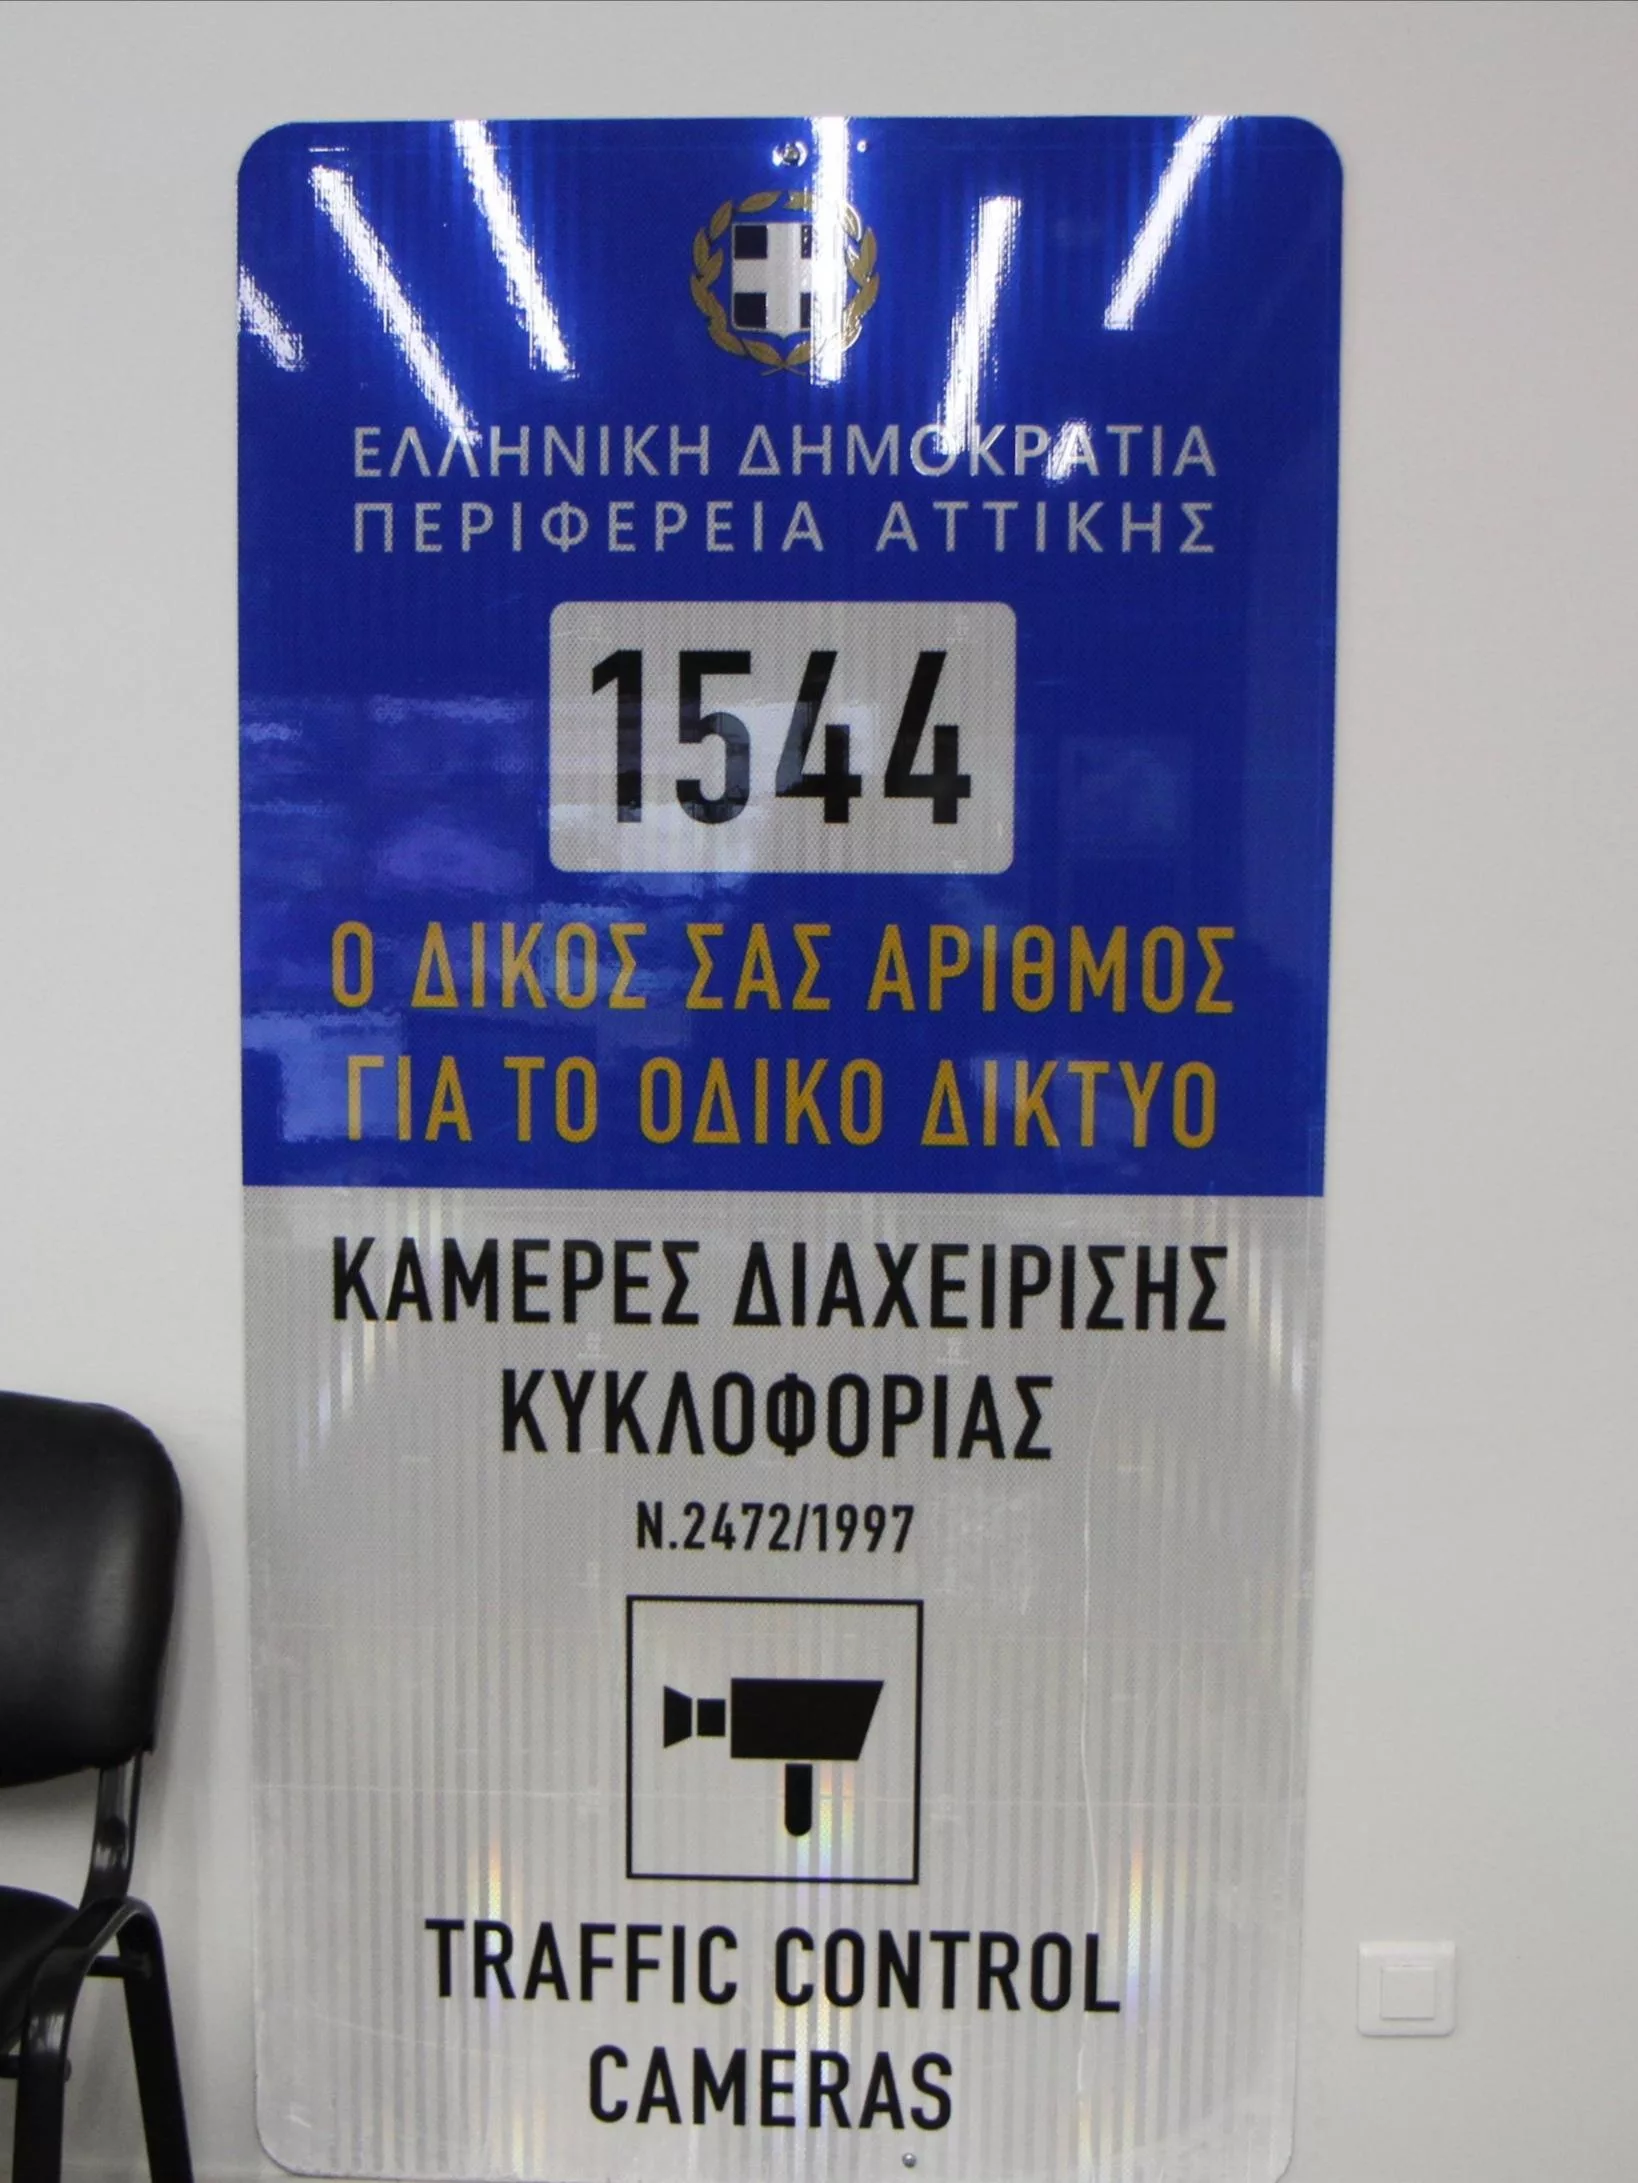 ΕΛΛΗΝΙΚΗ ΔΗΜΟΚΡΑΤΙΑ
ΠΕΡΙΦΕΡΕΙΑ ΑΤΤΙΚΗΣ
1544
Ο ΔΙΚΟΣ ΣΑΣ ΑΡΙΘΜΟΣ
ΓΙΑ ΤΟ ΟΔΙΚΟ ΔΙΚΤΥΟ
ΚΑΜΕΡΕΣ ΔΙΑΧΕΙΡΙΣΗΣ
ΚΥΚΛΟΦΟΡΙΑΣ
Ν.2472/1997
TRAFFIC CONTROL
CAMERAS